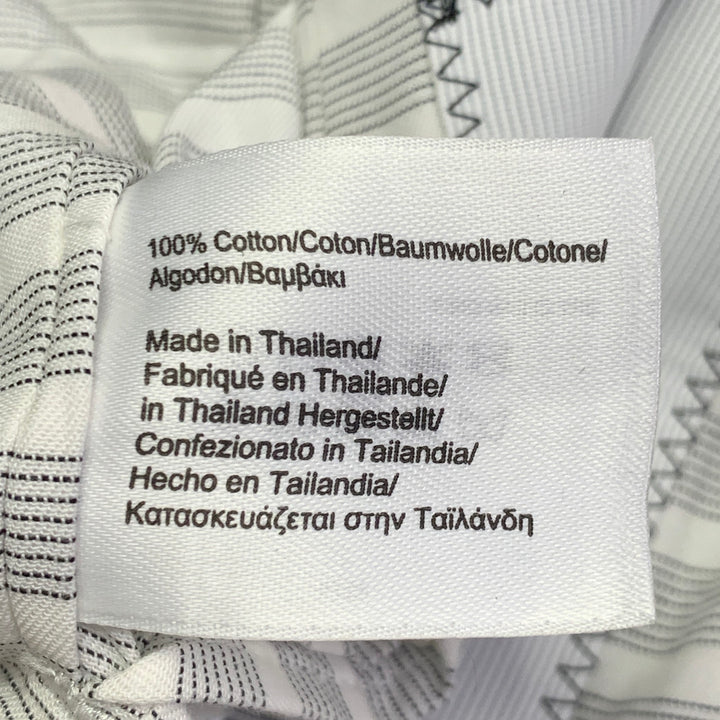 100% Cotton/Coton/Baumwolle/Cotone/
Algodon/Βαμβάκι
Made in Thailand/
Fabriqué en Thailande/
in Thailand Hergestellt/
Confezionato in Tailandia/
Hecho en Tailandia/
Κατασκευάζεται στην Ταϊλάνδη